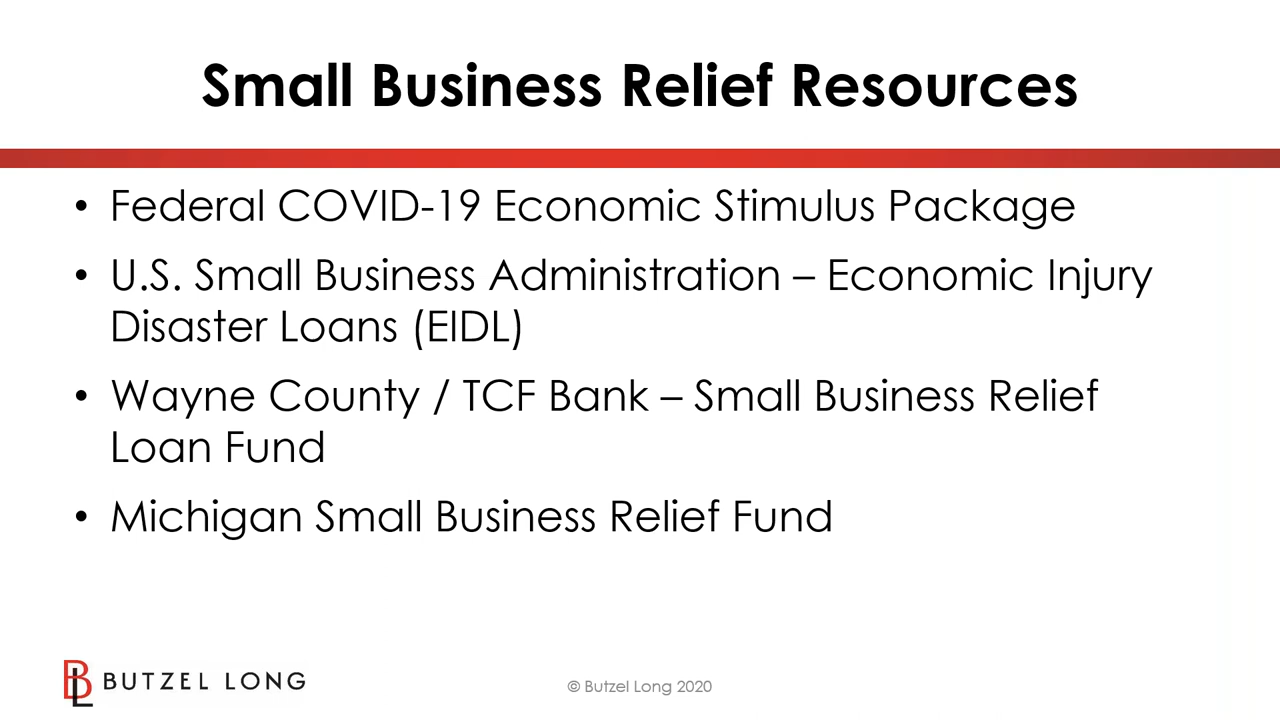 Small Business Relief Resources
• Federal COVID-19 Economic Stimulus Package
• U.S. Small Business Administration – Economic Injury
Disaster Loans (EIDL)
• Wayne County / TCF Bank – Small Business Relief
Loan Fund
• Michigan Small Business Relief Fund
BL BUTZEL LONG
© Butzel Long 2020